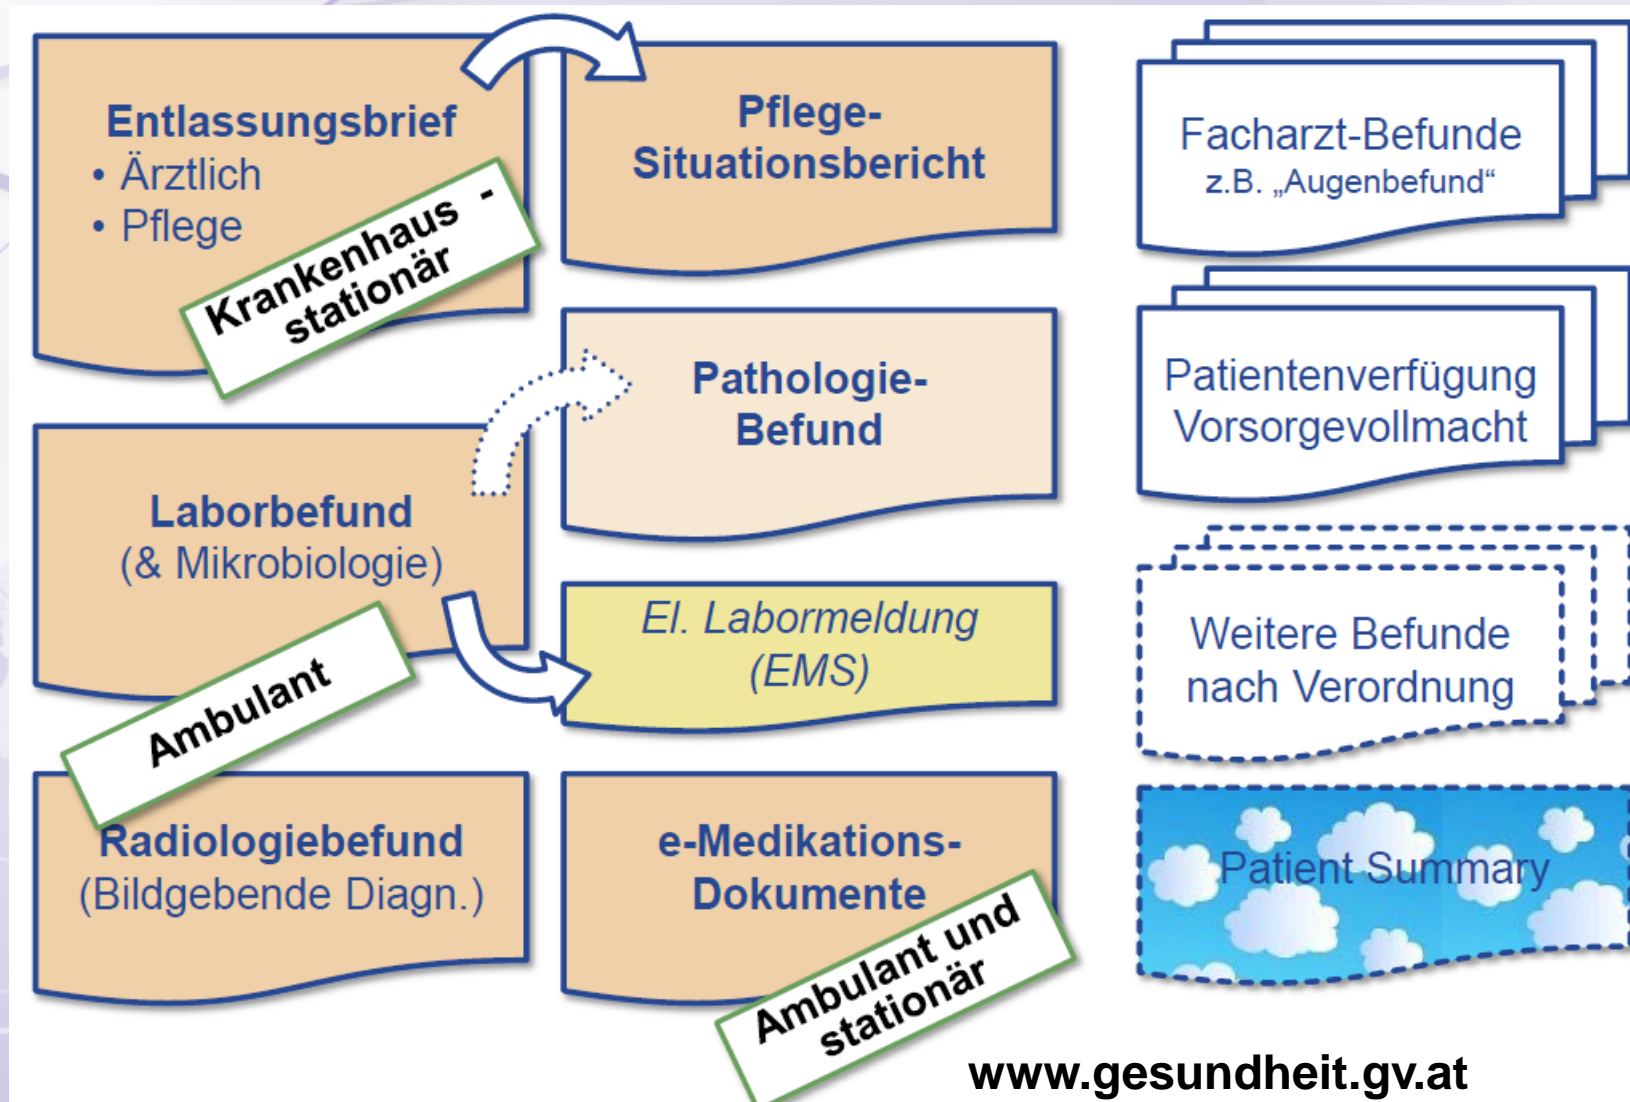 Entlassungsbrief
• Ärztlich
• Pflege
Krankenhaus -
stationär
Pflege-
Situationsbericht
Facharzt-Befunde
z.B. „Augenbefund“
Pathologie-
Befund
Patientenverfügung
Vorsorgevollmacht
Laborbefund
(& Mikrobiologie)
Ambulant
El. Labormeldung
(EMS)
Weitere Befunde
nach Verordnung
Radiologiebefund
(Bildgebende Diagn.)
e-Medikations-
Dokumente
Ambulant und
stationär
Patient Summary
www.gesundheit.gv.at